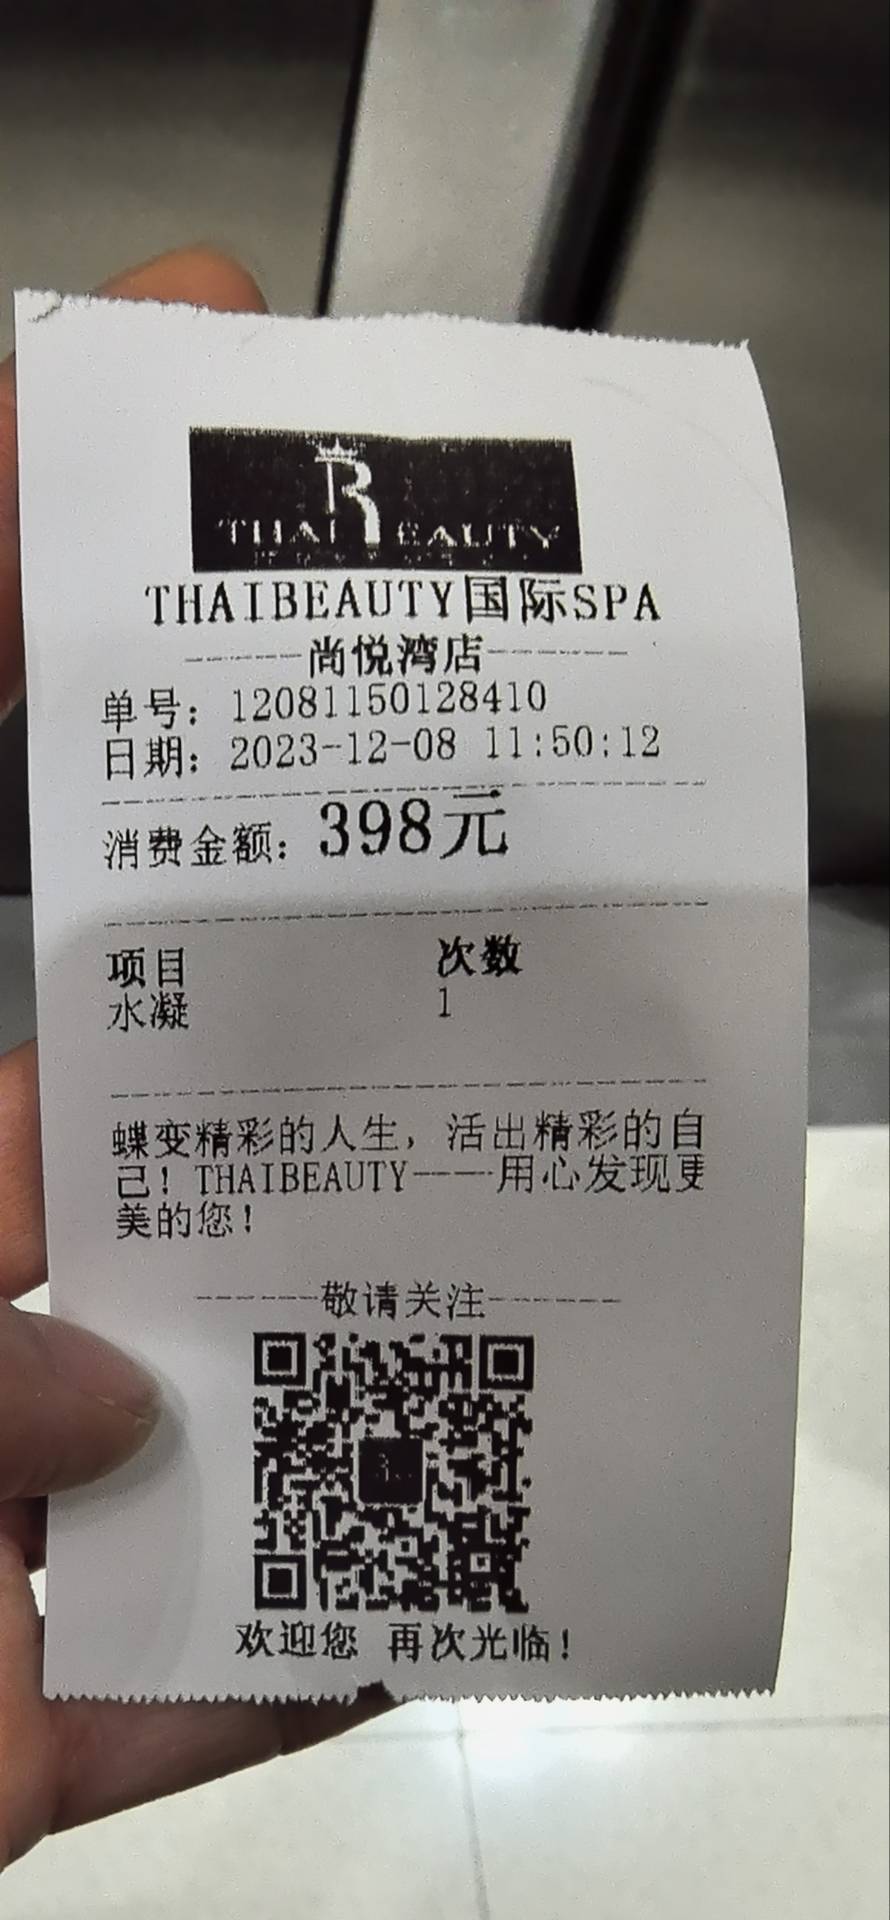 THAI BEAUTY
THAIBEAUTY国际SPA
-----尚悦湾店-----
单号：12081150128410
日期：2023-12-08 11:50:12
消费金额：398元
项目 次数
水凝 1
蝶变精彩的人生，活出精彩的自
己！THAIBEAUTY——用心发现更
美的您！
------敬请关注------
欢迎您 再次光临！